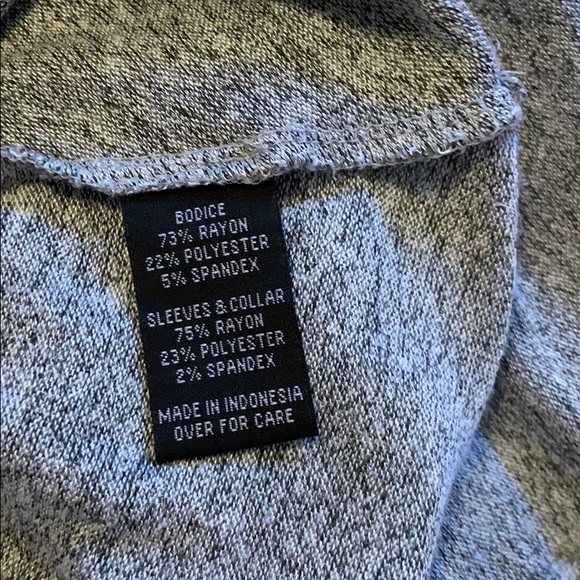 BODICE
73% RAYON
22% POLYESTER
5% SPANDEX
SLEEVES & COLLAR
75% RAYON
23% POLYESTER
2% SPANDEX
MADE IN INDONESIA
OVER FOR CARE